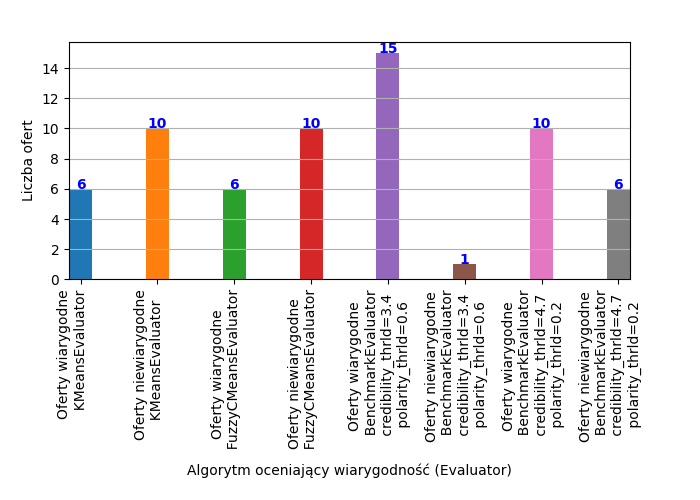 15
14
12
10
10
10
10
8
6
6
6
6
4
2
1
0
Liczba ofert
Oferty wiarygodne
KMeansEvaluator
Oferty niewiarygodne
KMeansEvaluator
Oferty wiarygodne
FuzzyCMeansEvaluator
Oferty niewiarygodne
FuzzyCMeansEvaluator
Oferty wiarygodne
BenchmarkEvaluator
credibility_thrld=3.4
polarity_thrld=0.6
Oferty niewiarygodne
BenchmarkEvaluator
credibility_thrld=3.4
polarity_thrld=0.6
Oferty wiarygodne
BenchmarkEvaluator
credibility_thrld=4.7
polarity_thrld=0.2
Oferty niewiarygodne
BenchmarkEvaluator
credibility_thrld=4.7
polarity_thrld=0.2
Algorytm oceniający wiarygodność (Evaluator)